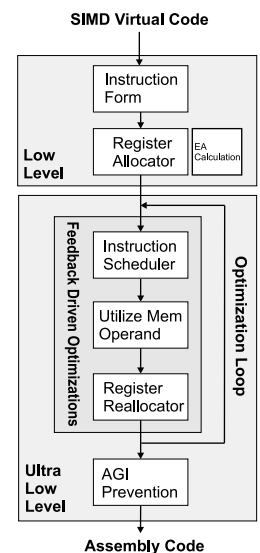 SIMD Virtual Code
Instruction
Form
Register
Allocator
EA
Calculation
Low
Level
Feedback Driven Optimizations
Instruction
Scheduler
Utilize Mem
Operand
Register
Reallocator
Optimization Loop
Ultra
Low
Level
AGI
Prevention
Assembly Code